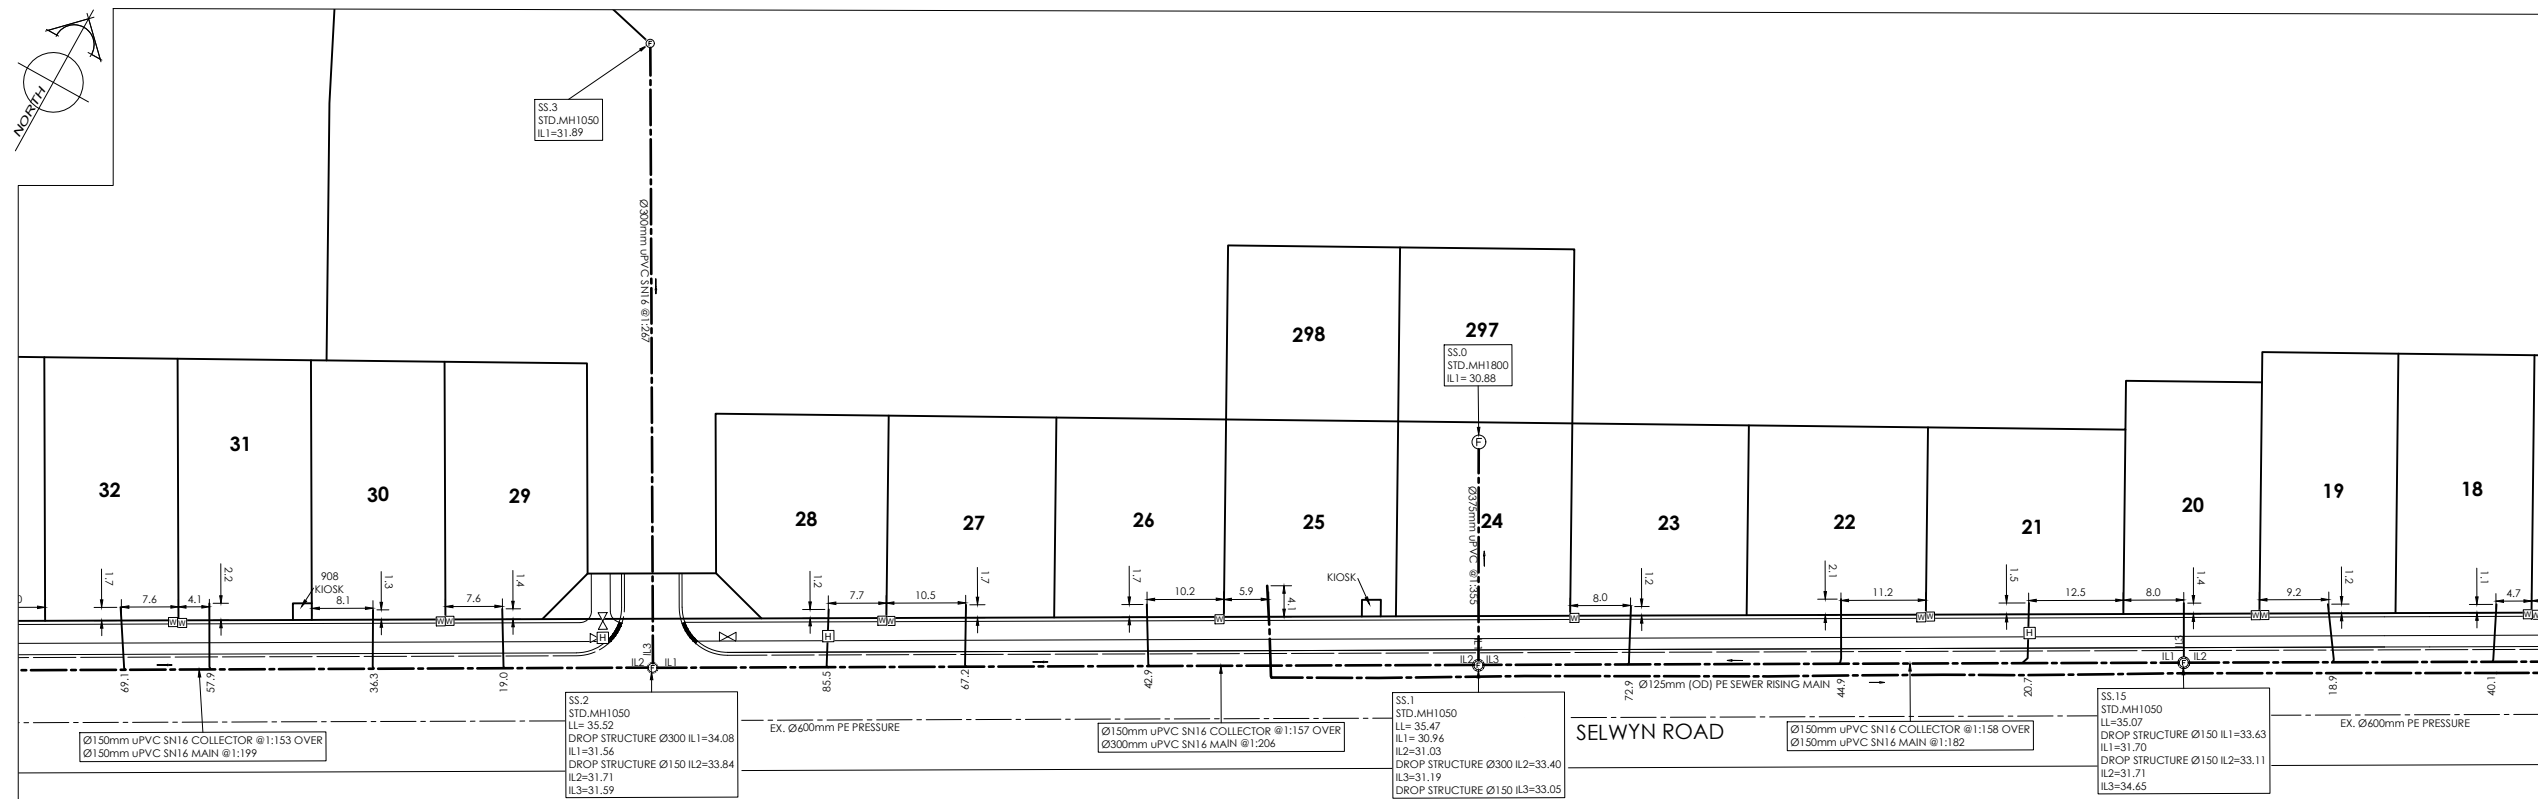 NORTH
SS.3
STD.MH1050
IL1=31.89
Ø300mm uPVC SN16 @1:267
298
297
SS.0
STD.MH1800
IL1= 30.88
32
31
30
29
28
27
26
25
24
23
22
21
20
19
18
Ø375mm uPVC @1:355
1.7
7.6
4.1
2.2
908
KIOSK
8.1
1.3
7.6
1.4
1.2
7.7
10.5
1.7
1.7
10.2
5.9
4.1
KIOSK
8.0
1.2
2.1
11.2
1.5
12.5
8.0
1.4
9.2
1.2
1.1
4.7
W W
W W
H
H
W W
W
W
W W
H
W W
W W
IL3
IL2
IL1
IL1
IL2
IL3
IL3
IL1
IL2
69.1
57.9
36.3
19.0
85.5
67.2
42.9
72.9
44.9
20.7
18.9
40.1
Ø125mm (OD) PE SEWER RISING MAIN
Ø150mm uPVC SN16 COLLECTOR @1:153 OVER
Ø150mm uPVC SN16 MAIN @1:199
SS.2
STD.MH1050
LL= 35.52
DROP STRUCTURE Ø300 IL1=34.08
IL1=31.56
DROP STRUCTURE Ø150 IL2=33.84
IL2=31.71
IL3=31.59
EX. Ø600mm PE PRESSURE
Ø150mm uPVC SN16 COLLECTOR @1:157 OVER
Ø300mm uPVC SN16 MAIN @1:206
SS.1
STD.MH1050
LL= 35.47
IL1= 30.96
IL2=31.03
DROP STRUCTURE Ø300 IL2=33.40
IL3=31.19
DROP STRUCTURE Ø150 IL3=33.05
SELWYN ROAD
Ø150mm uPVC SN16 COLLECTOR @1:158 OVER
Ø150mm uPVC SN16 MAIN @1:182
SS.15
STD.MH1050
LL=35.07
DROP STRUCTURE Ø150 IL1=33.63
IL1=31.70
DROP STRUCTURE Ø150 IL2=33.11
IL2=31.71
IL3=34.65
EX. Ø600mm PE PRESSURE